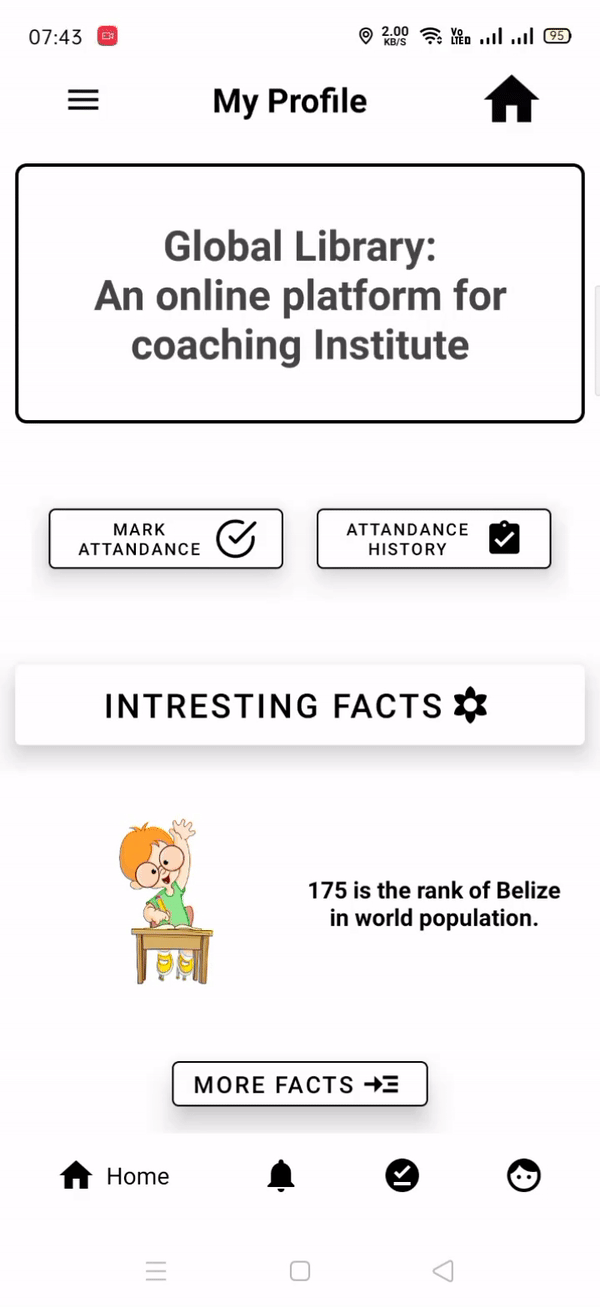 07:43
2.00
KB/S
Vo
LTE
95
My Profile
Global Library:
An online platform for
coaching Institute
MARK
ATTANDANCE
ATTANDANCE
HISTORY
INTRESTING FACTS
175 is the rank of Belize
in world population.
MORE FACTS
Home